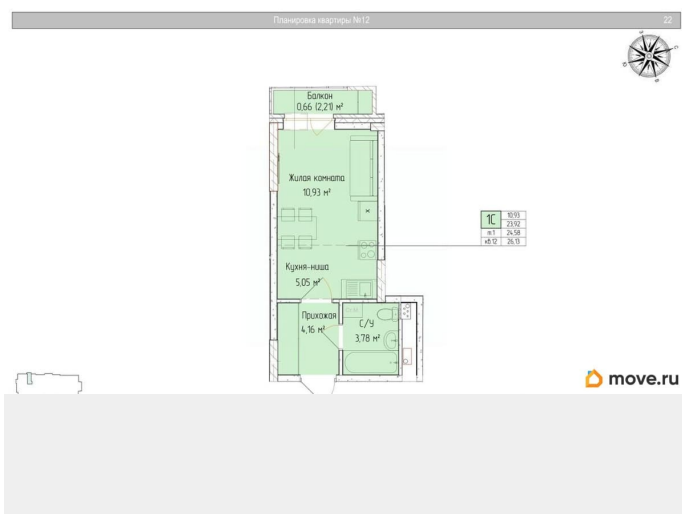 Планировка квартиры №12
22
Балкон
0,66 (2,21) м²
Жилая комната
10,93 м²
1С
10,93
23,92
т.1
24,58
кв.12
26,13
Кухня-ниша
5,05 м²
Прихожая
4,16 м²
С/У
3,78 м²
move.ru